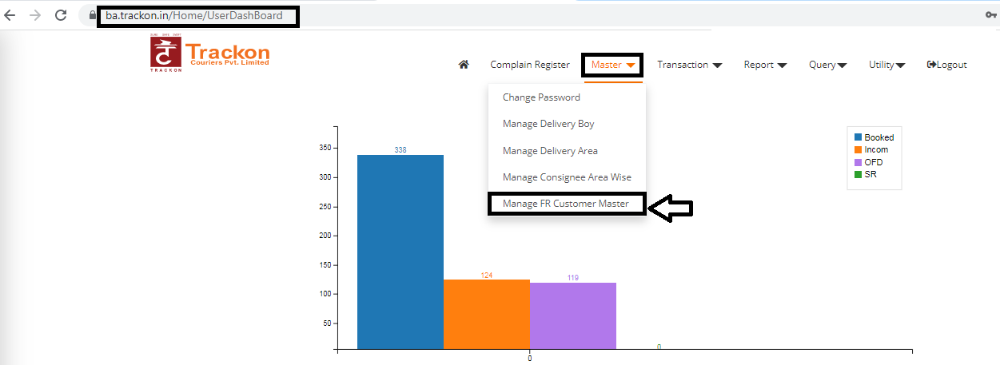 ba.trackon.in/Home/UserDashBoard
Trackon
Couriers Pvt. Limited
TRACKON
Complain Register
Master
Transaction
Report
Query
Utility
Logout
Change Password
Manage Delivery Boy
Manage Delivery Area
Manage Consignee Area Wise
Manage FR Customer Master
Booked
Incom
OFD
SR
350
300
250
200
150
100
50
338
124
119
0
0